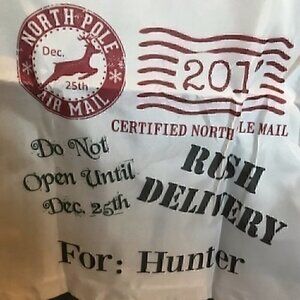 NORTH POLE
Dec.
25th
AIR MAIL
201
CERTIFIED NORTH LE MAIL
Do Not
Open Until
Dec. 25th
RUSH
DELIVERY
For: Hunter